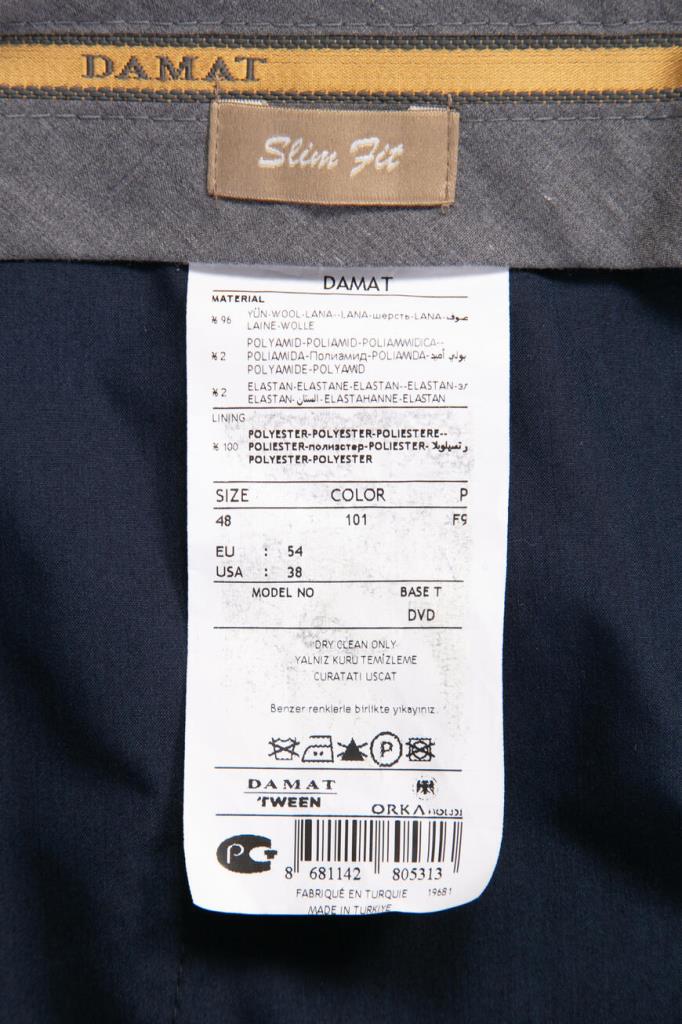 DAMAT
Slim Fit
DAMAT
MATERIAL
% 96 YÜN-WOOL-LANA--LANA-шерсть-LANA-صوف-
LAINE-WOLLE
POLYAMID-POLIAMID-POLIAMMIDICA--
% 2 POLIAMIDA-Полиамид-POLIAMIDA-بولي أميد-
POLYAMIDE-POLYAMID
% 2 ELASTAN-ELASTANE-ELASTAN--ELASTAN-эл
ELASTAN-الستان-ELASTAHANNE-ELASTAN
LINING
POLYESTER-POLYESTER-POLIESTERE--
% 100 POLIESTER-полиэстер-POLIESTER-
POLYESTER-POLYESTER
SIZE COLOR P
48 101 F9
EU : 54
USA : 38
MODEL NO BASE T
DVD
DRY CLEAN ONLY
YALNIZ KURU TEMİZLEME
CURATATI USCAT
Benzer renklerle birlikte yıkayınız.
P
DAMAT
'TWEEN
ORKA HOLDI
8 681142 805313
FABRIQUÉ EN TURQUIE 19681
MADE IN TURKIYE